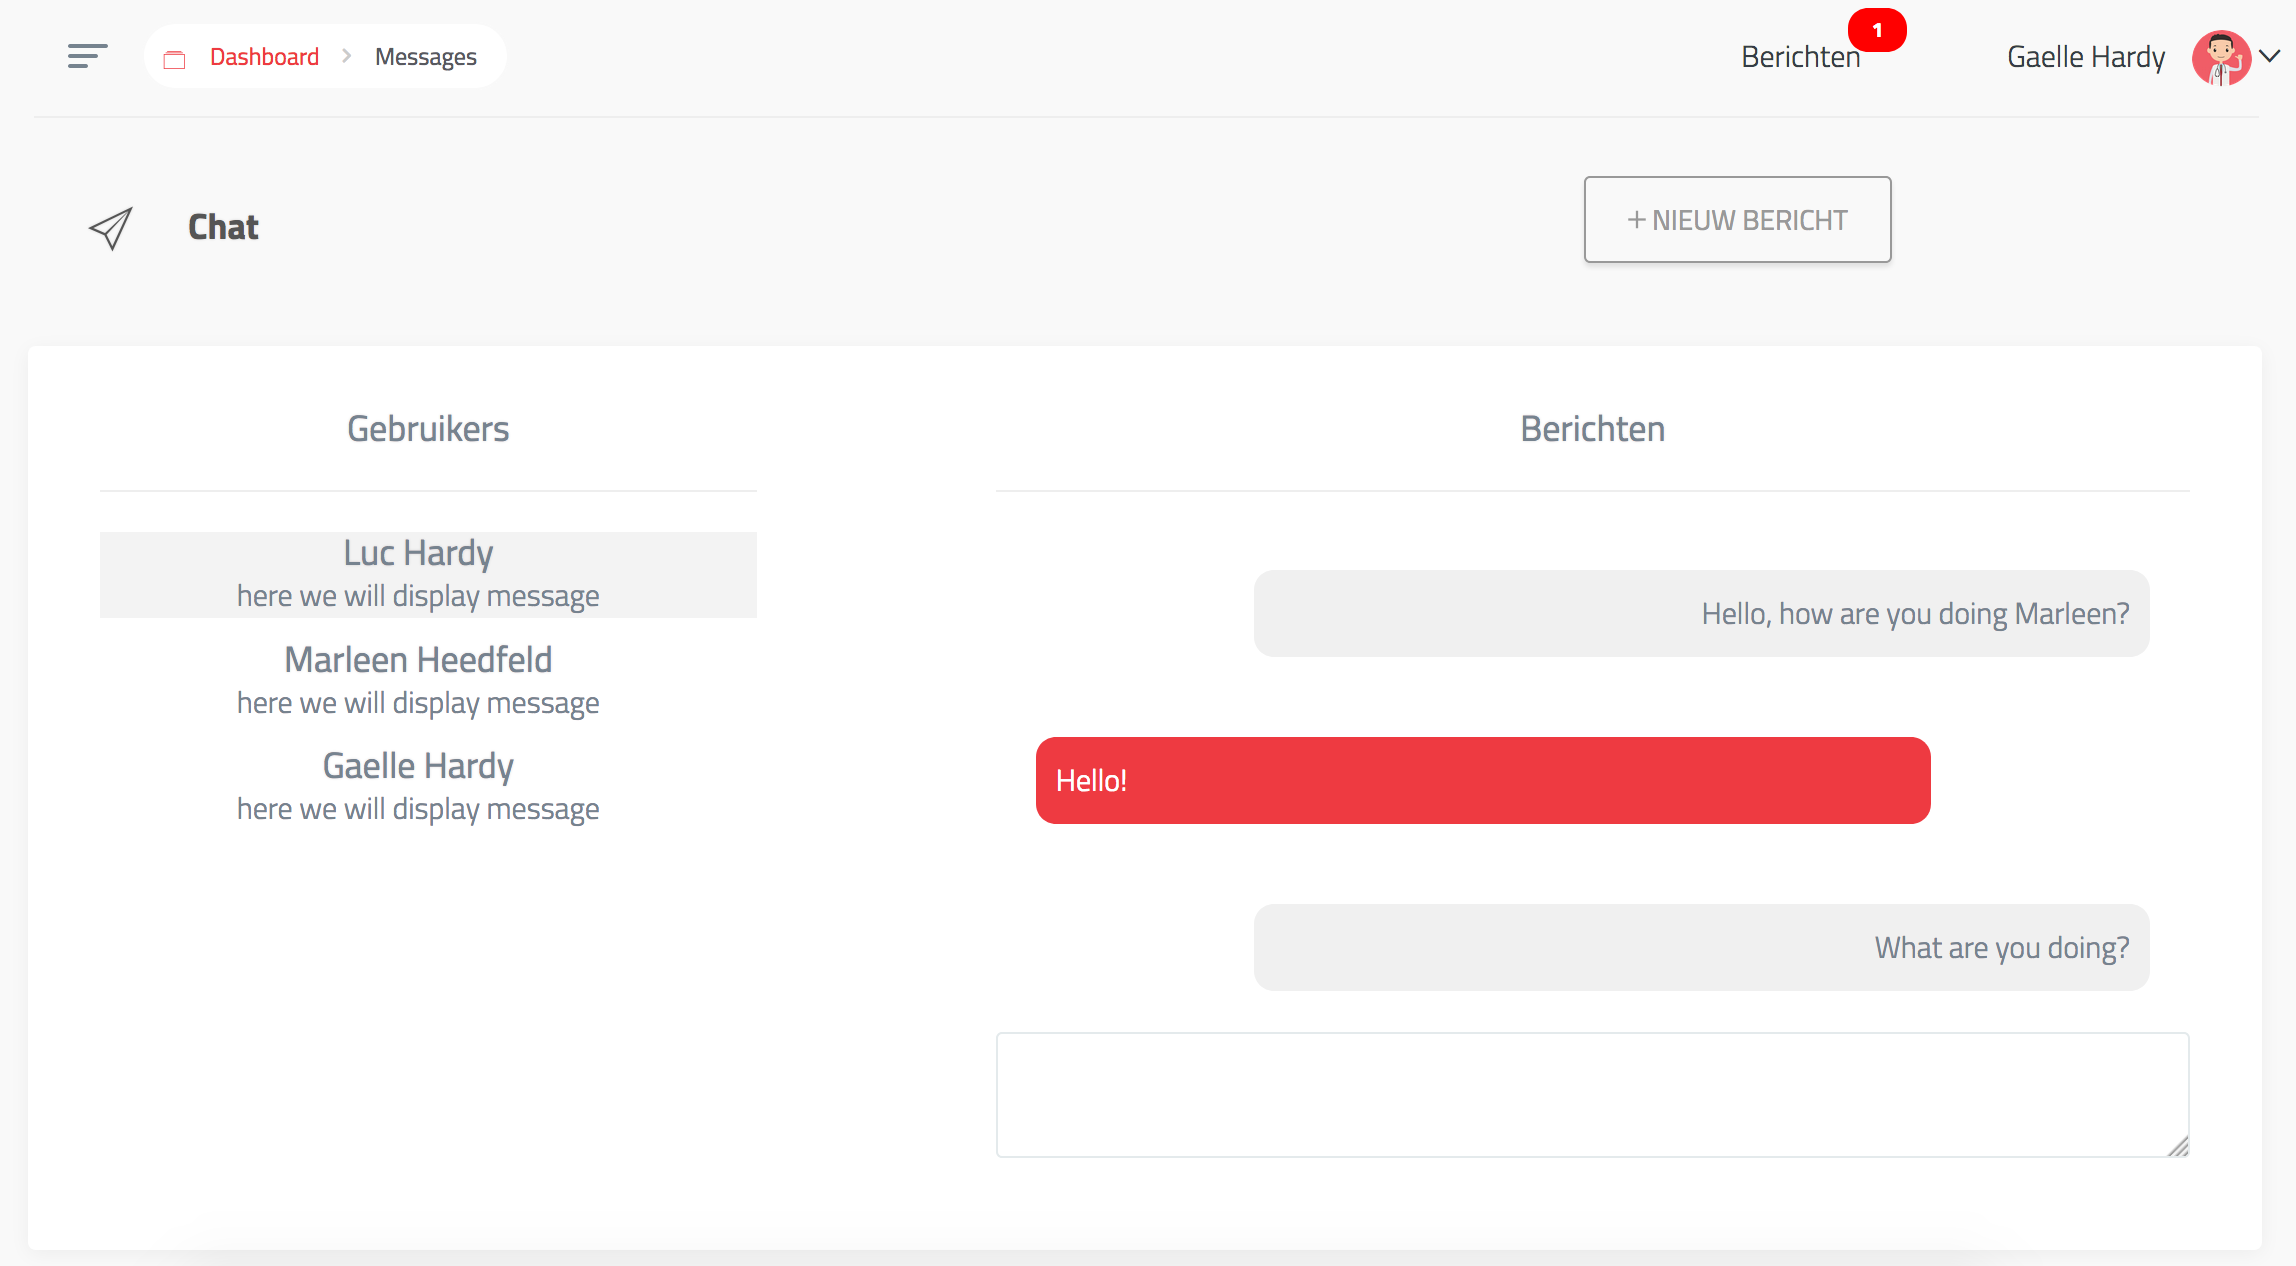 Dashboard > Messages
Berichten 1
Gaelle Hardy
Chat
+ NIEUW BERICHT
Gebruikers
Luc Hardy
here we will display message
Marleen Heedfeld
here we will display message
Gaelle Hardy
here we will display message
Berichten
Hello, how are you doing Marleen?
Hello!
What are you doing?